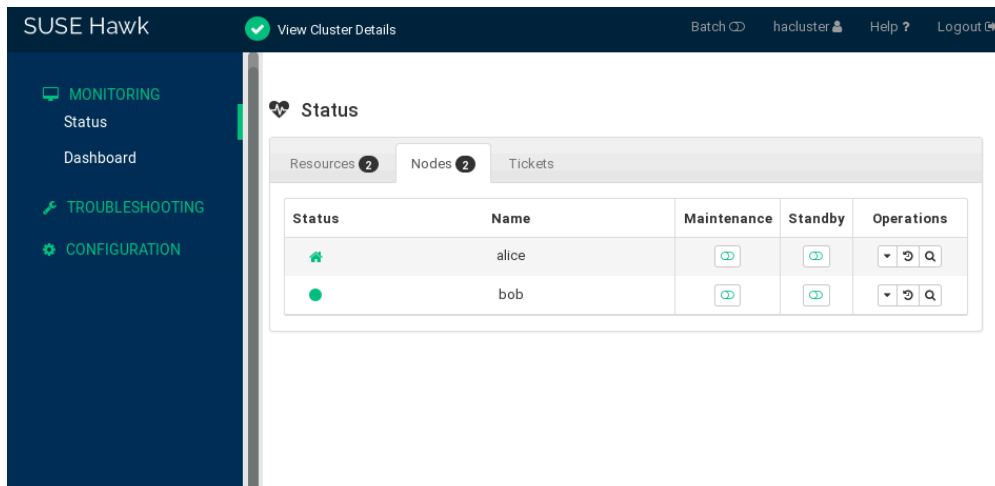 SUSE Hawk
View Cluster Details
Batch
hacluster
Help ?
Logout
MONITORING
Status
Dashboard
TROUBLESHOOTING
CONFIGURATION
Status
Resources 2
Nodes 2
Tickets
Status Name Maintenance Standby Operations
alice
bob